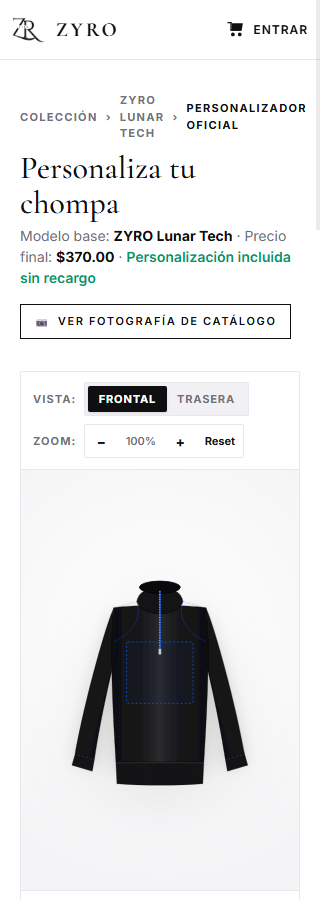 ZYRO
ENTRAR
COLECCIÓN › ZYRO LUNAR TECH › PERSONALIZADOR OFICIAL
Personaliza tu
chompa
Modelo base: ZYRO Lunar Tech · Precio
final: $370.00 · Personalización incluida
sin recargo
VER FOTOGRAFÍA DE CATÁLOGO
VISTA: FRONTAL TRASERA
ZOOM: − 100% + Reset